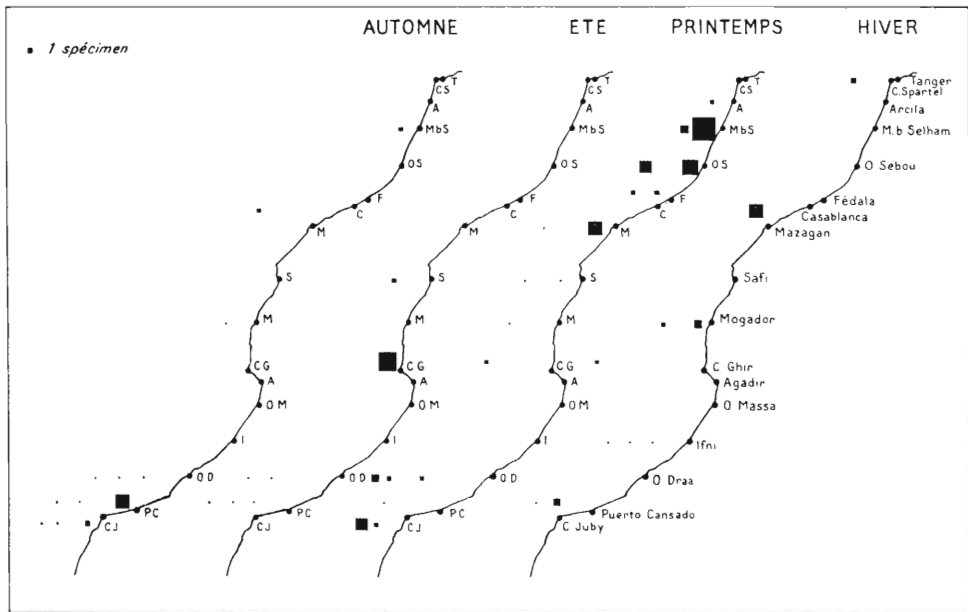 AUTOMNE ETE PRINTEMPS HIVER
1 spécimen
T T T Tanger
CS CS CS C.Spartel
A A A Arcila
MbS MbS MbS M.b Selham
OS OS OS O Sebou
F F F Fédala
C C C Casablanca
M M M Mazagan
S S S Safi
M M M Mogador
CG CG CG C Ghir
A A A Agadir
OM OM OM O Massa
I I I Ifni
OD OD OD O Draa
PC PC PC Puerto Cansado
CJ CJ CJ C Juby